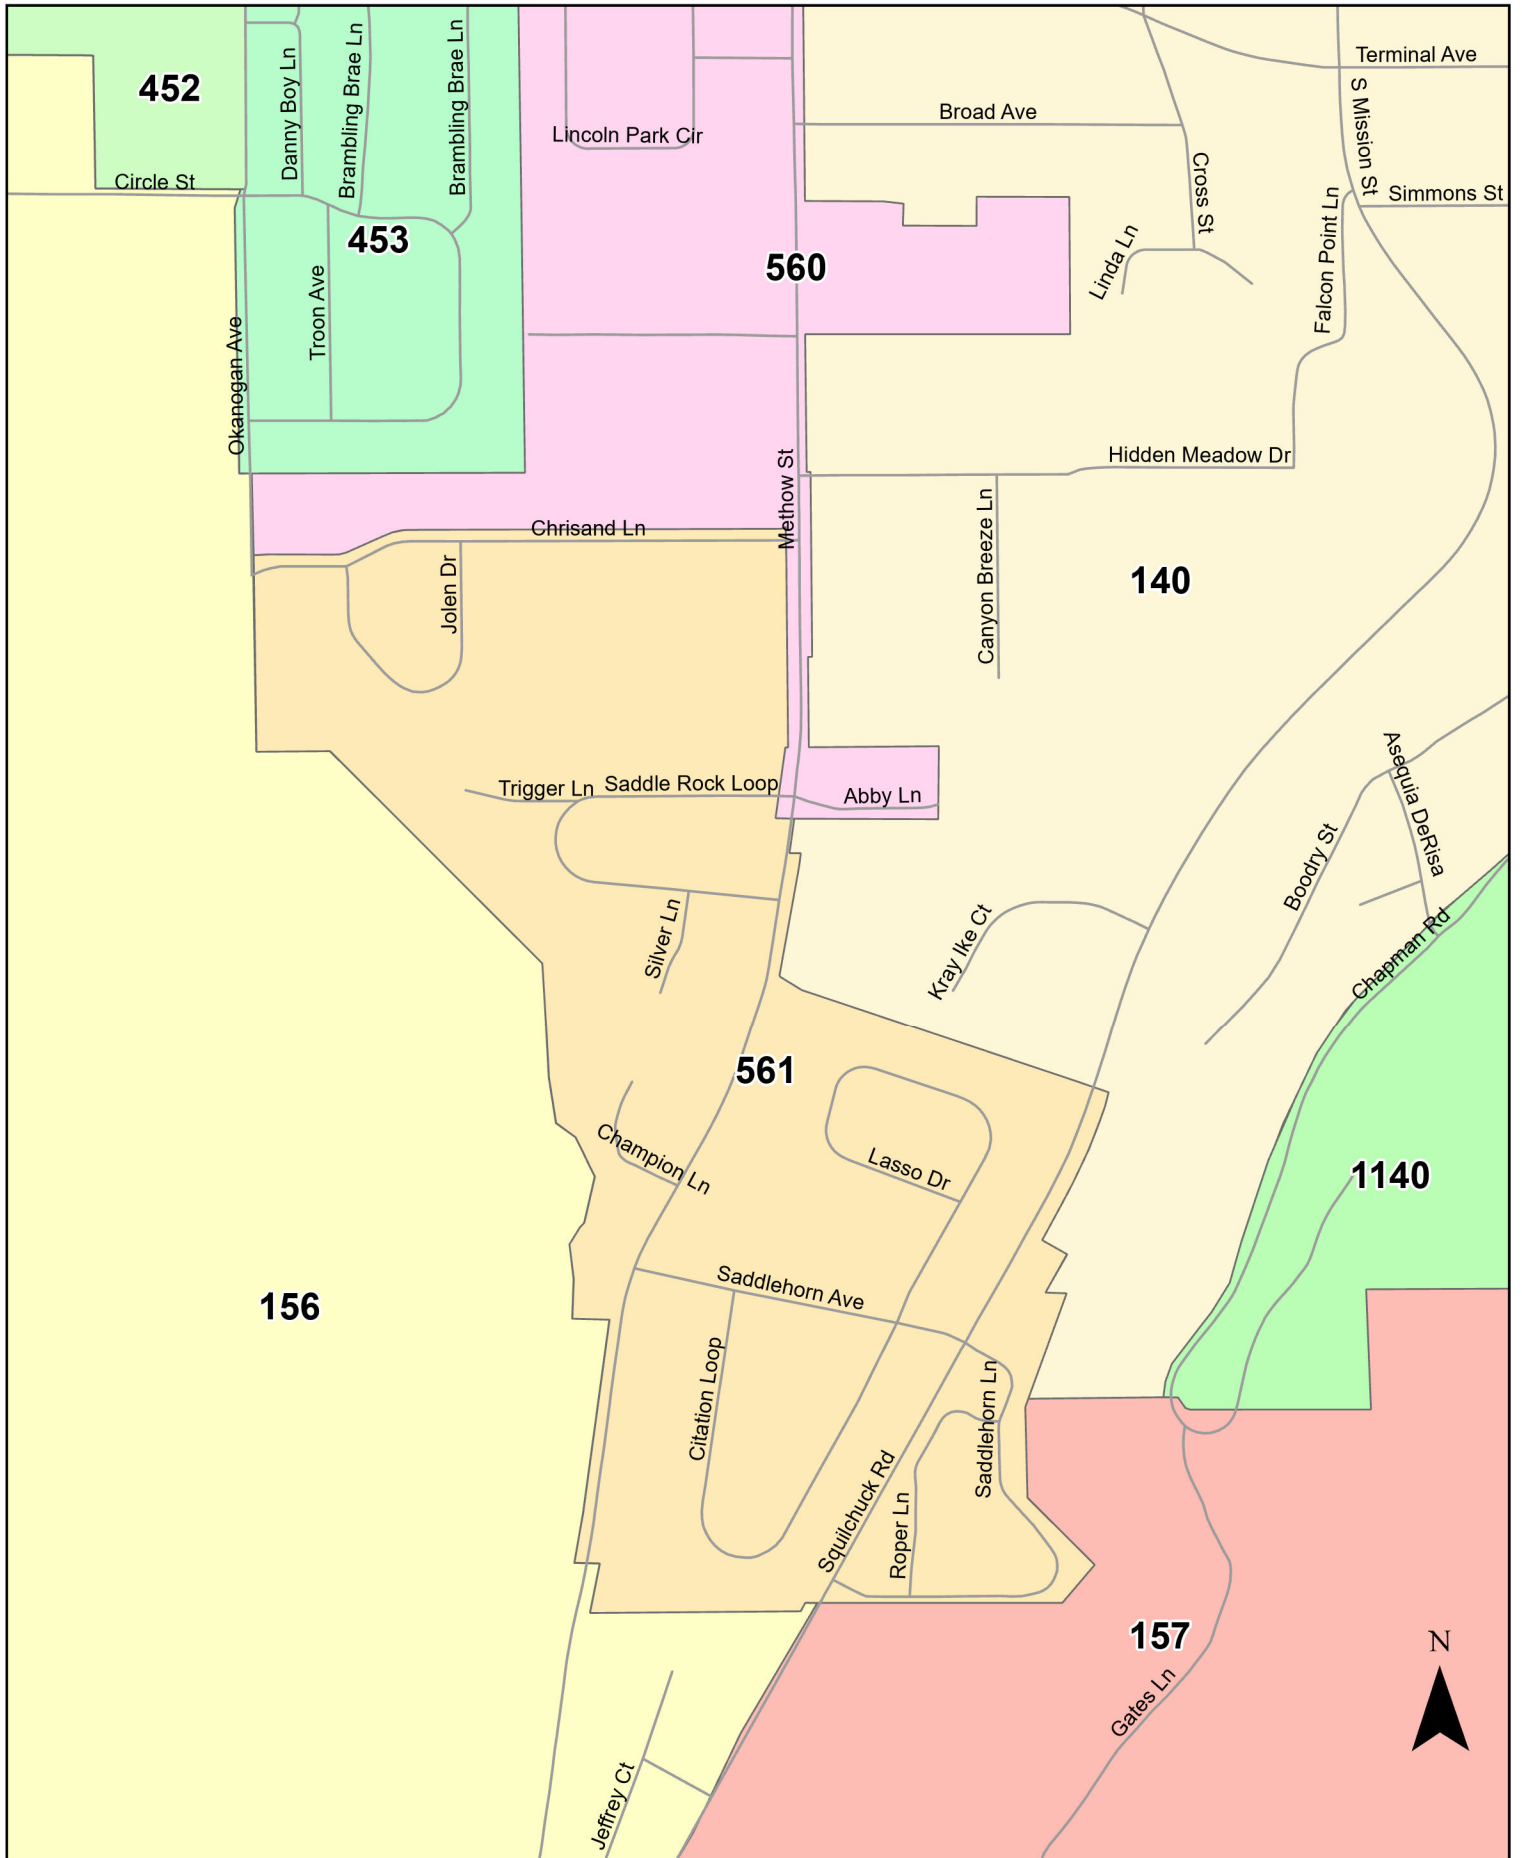 Terminal Ave
452
Danny Boy Ln
Brambling Brae Ln
Brambling Brae Ln
Lincoln Park Cir
Broad Ave
S Mission St
Circle St
Cross St
Simmons St
453
560
Linda Ln
Falcon Point Ln
Troon Ave
Okanogan Ave
Methow St
Hidden Meadow Dr
Chrisand Ln
Canyon Breeze Ln
140
Jolen Dr
Trigger Ln
Saddle Rock Loop
Abby Ln
Asequia DeRisa
Boodry St
Silver Ln
Kray Ike Ct
Chapman Rd
561
Champion Ln
Lasso Dr
1140
156
Saddlehorn Ave
Citation Loop
Saddlehorn Ln
Squilchuck Rd
Roper Ln
157
N
Gates Ln
Jeffrey Ct